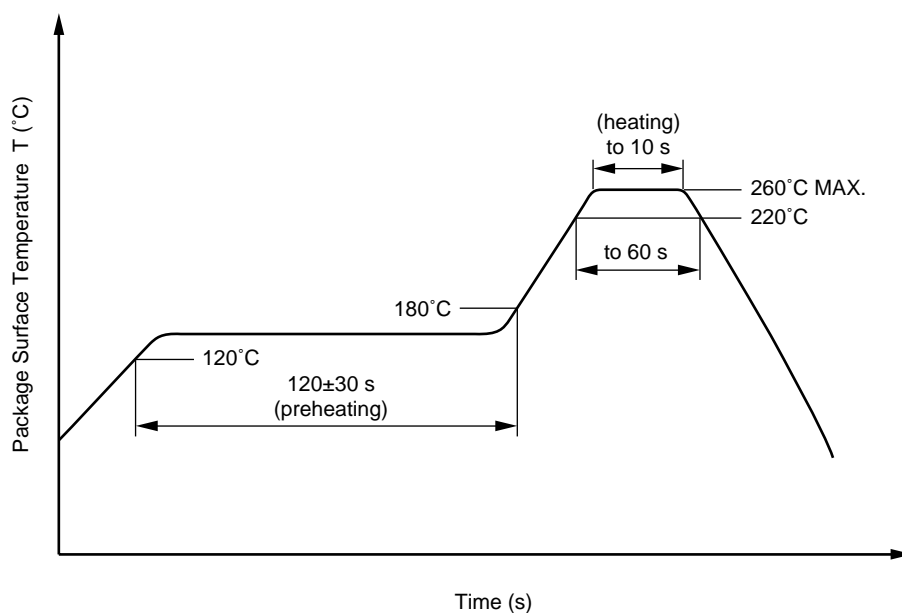 Package Surface Temperature T (˚C)
(heating)
to 10 s
260˚C MAX.
220˚C
to 60 s
180˚C
120˚C
120±30 s
(preheating)
Time (s)